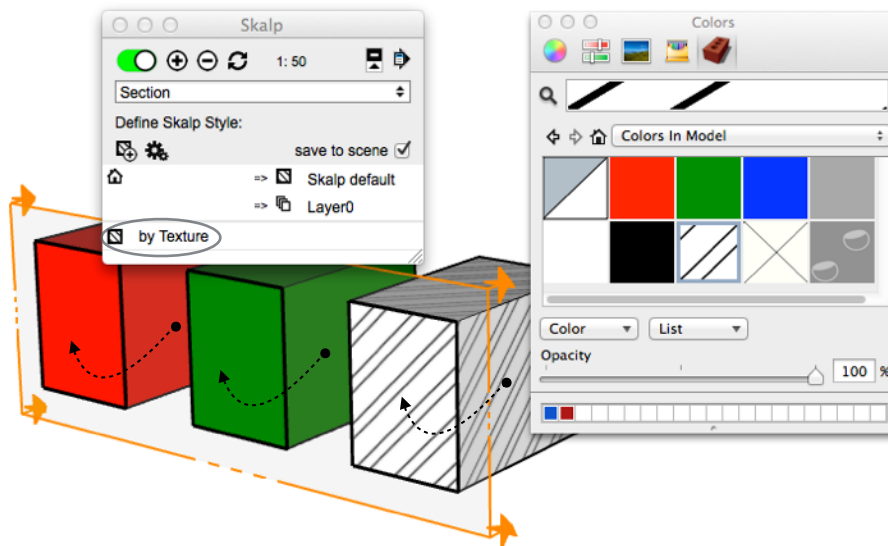 Skalp
1: 50
Section
Define Skalp Style:
save to scene
=> Skalp default
=> Layer0
by Texture
Colors
Colors In Model
Color
List
Opacity
100 %